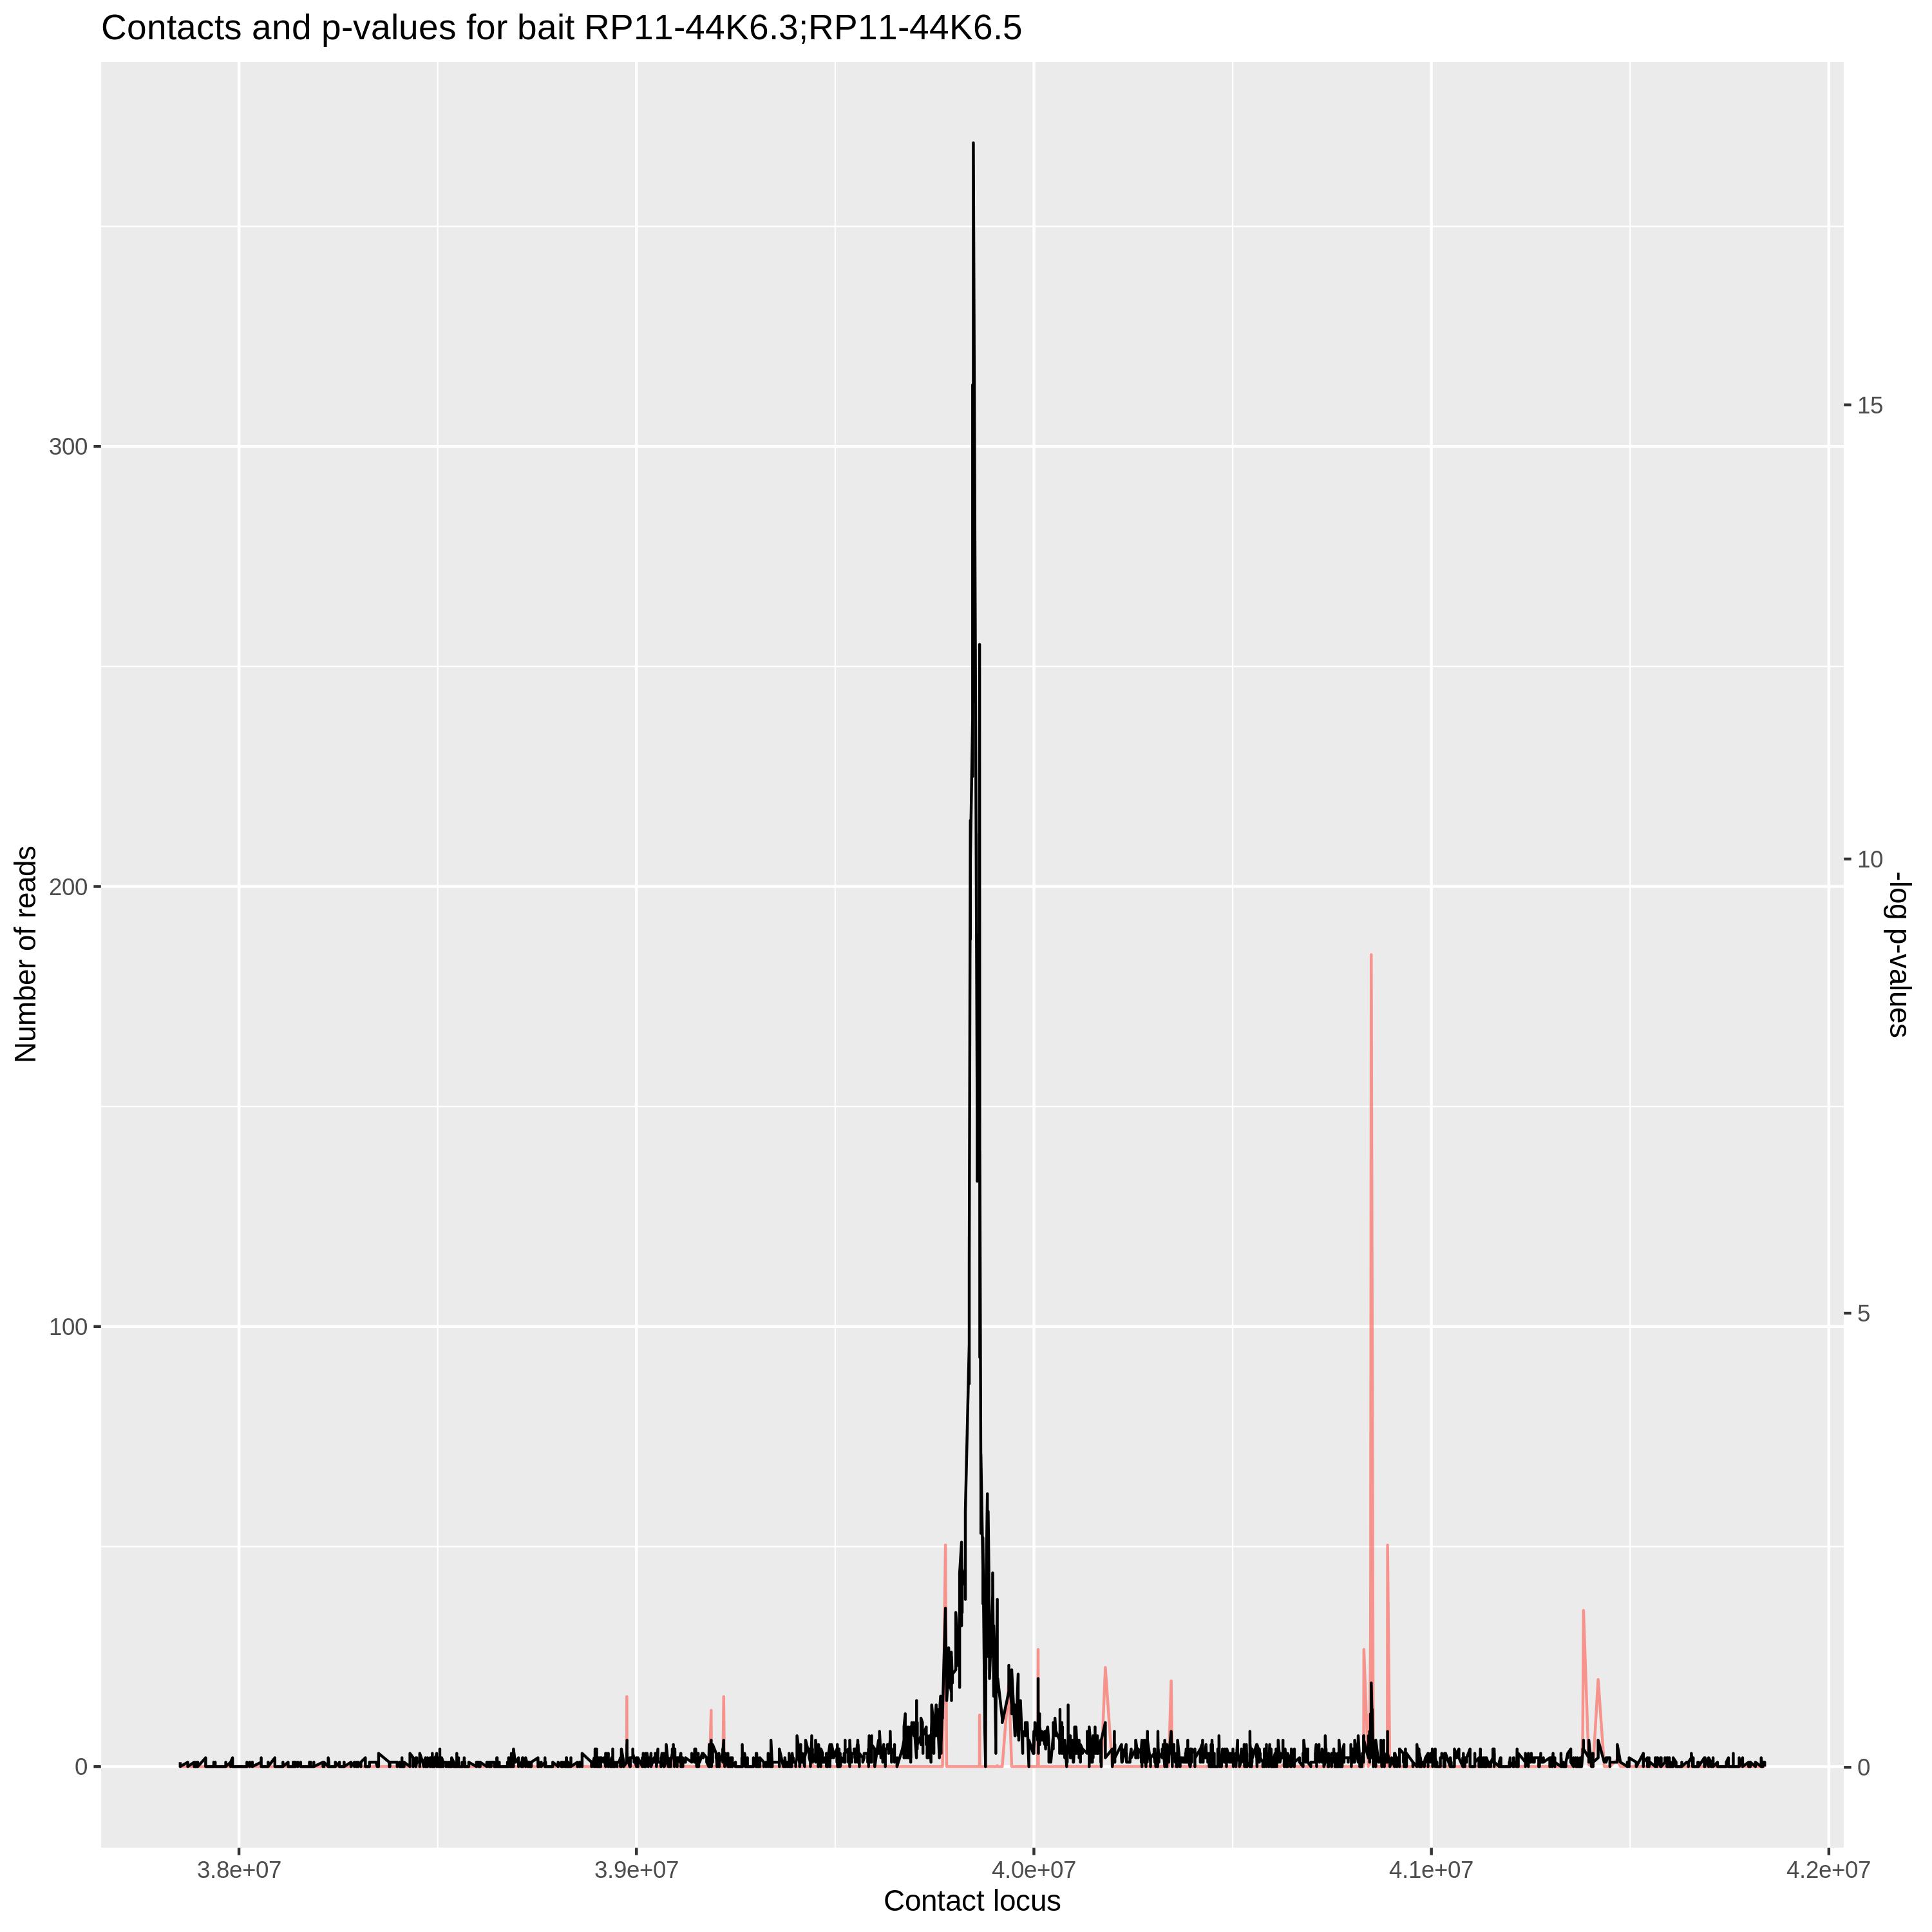 Contacts and p-values for bait RP11-44K6.3;RP11-44K6.5
Number of reads
300
200
100
0
15
10
5
0
-log p-values
3.8e+07
3.9e+07
4.0e+07
4.1e+07
4.2e+07
Contact locus